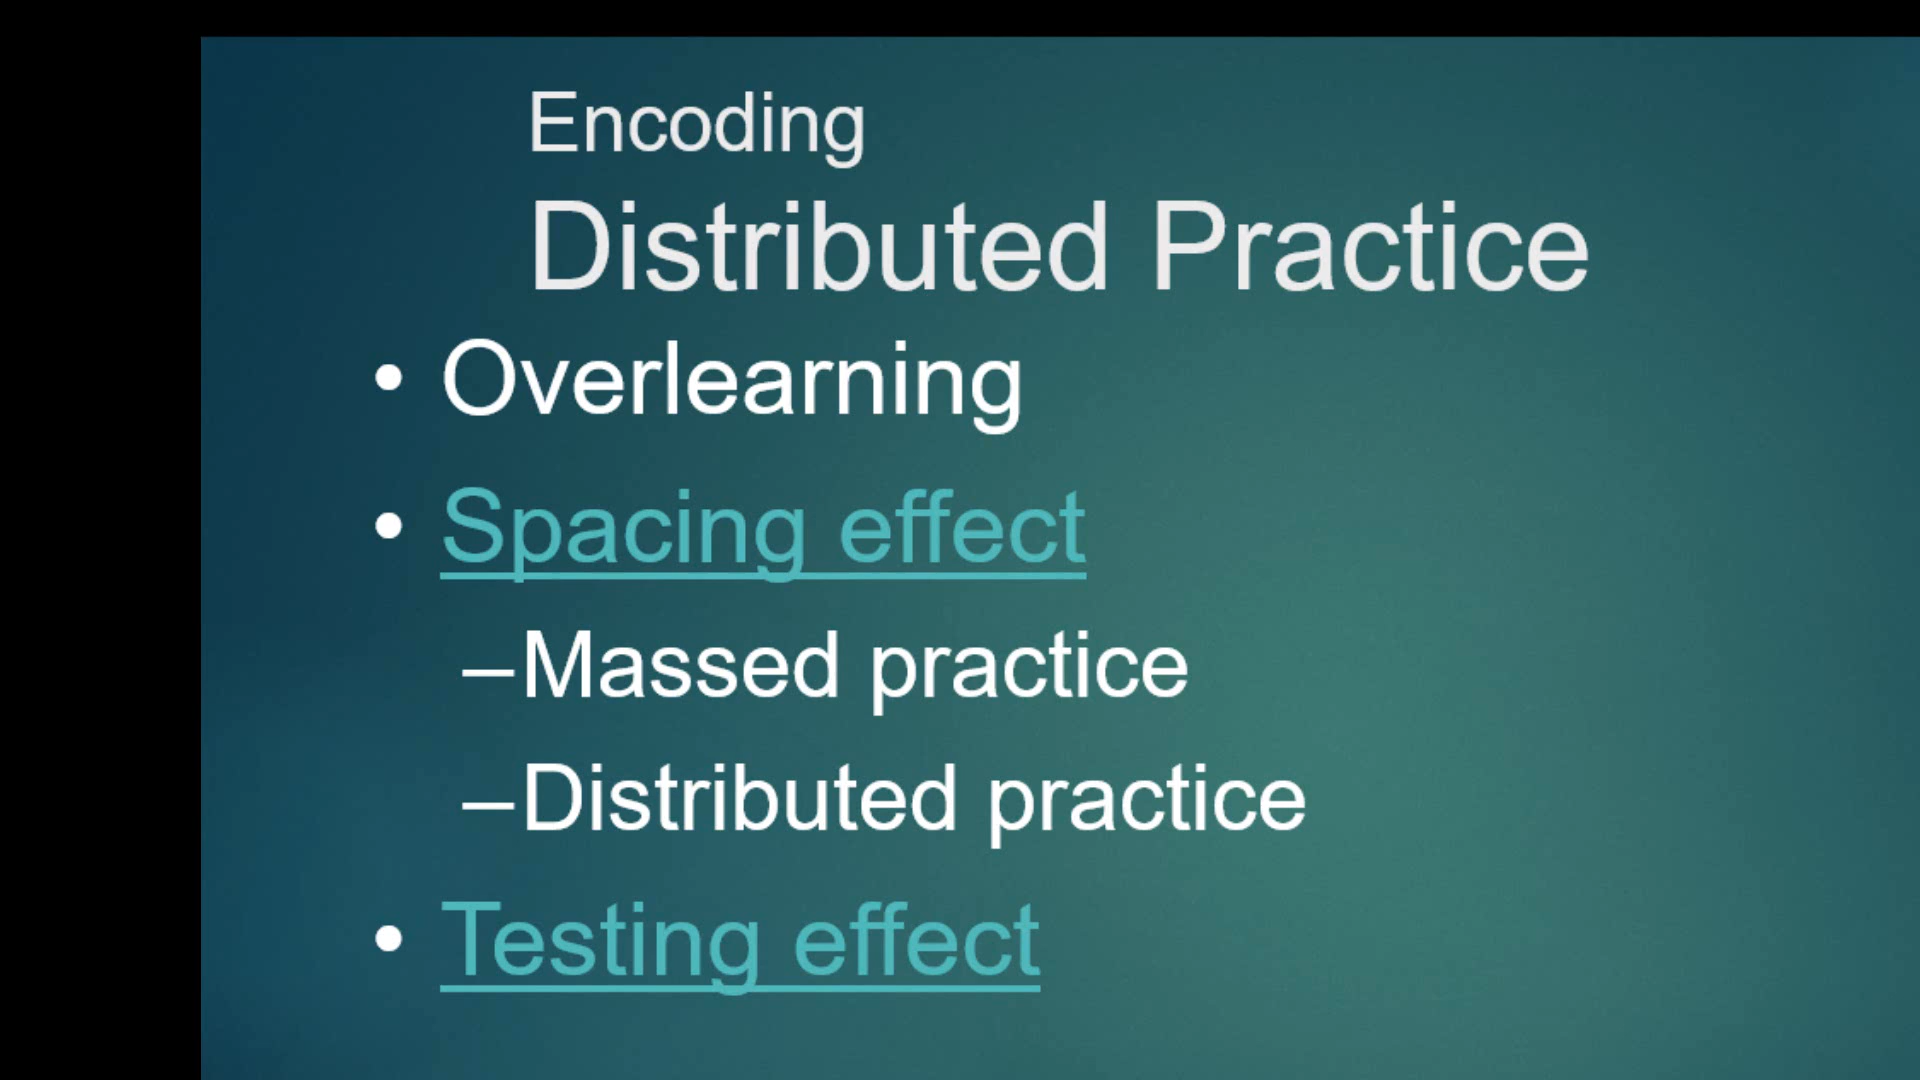 Encoding
Distributed Practice
• Overlearning
• Spacing effect
–Massed practice
–Distributed practice
• Testing effect